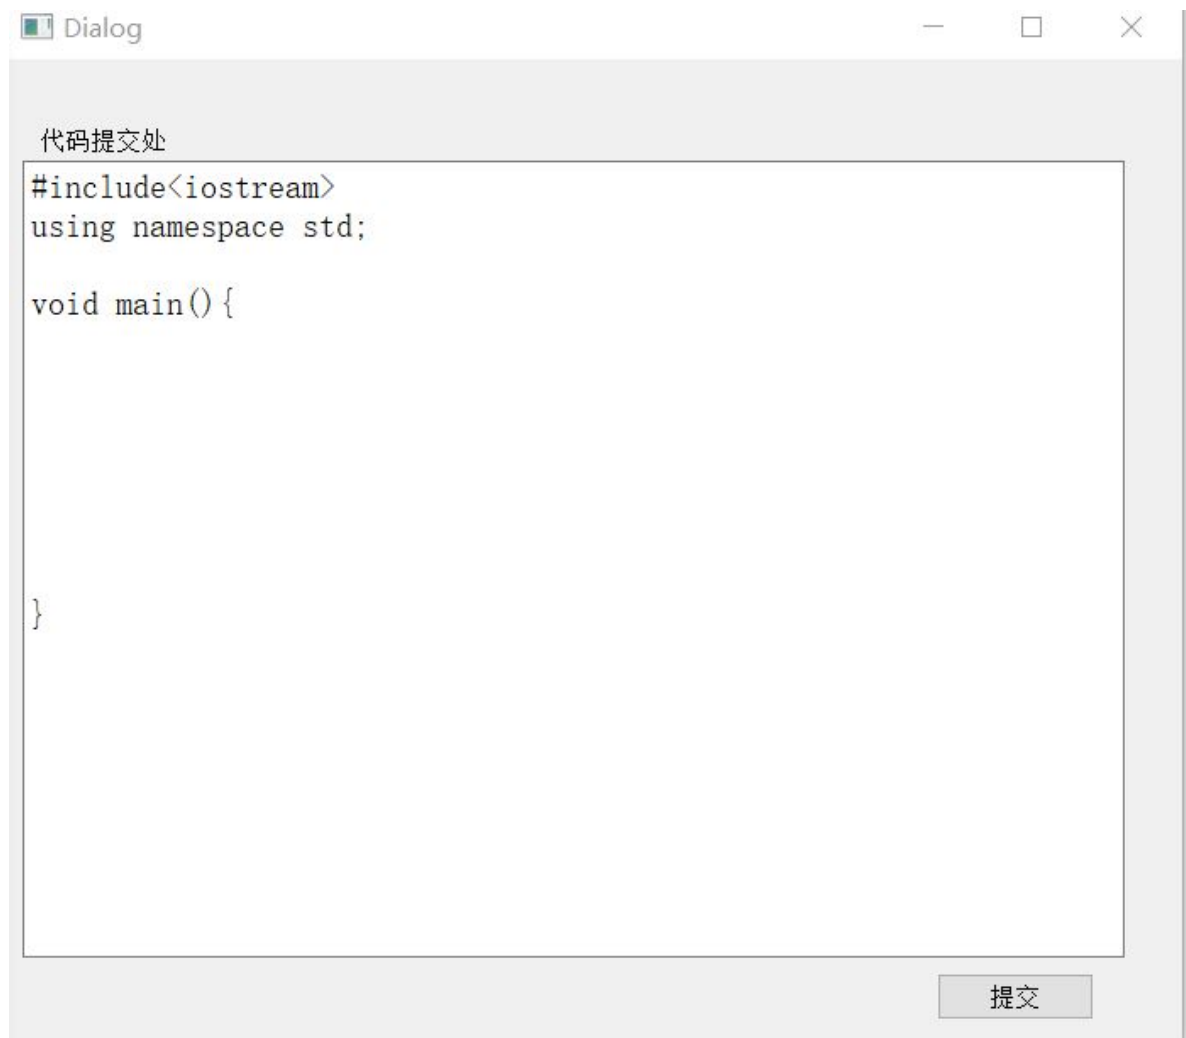 Dialog
代码提交处
#include<iostream>
using namespace std;
void main(){
}
提交